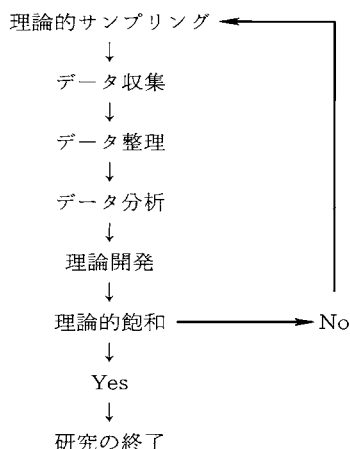 理論的サンプリング
↓
データ収集
↓
データ整理
↓
データ分析
↓
理論開発
↓
理論的飽和 → No
↓
Yes
↓
研究の終了